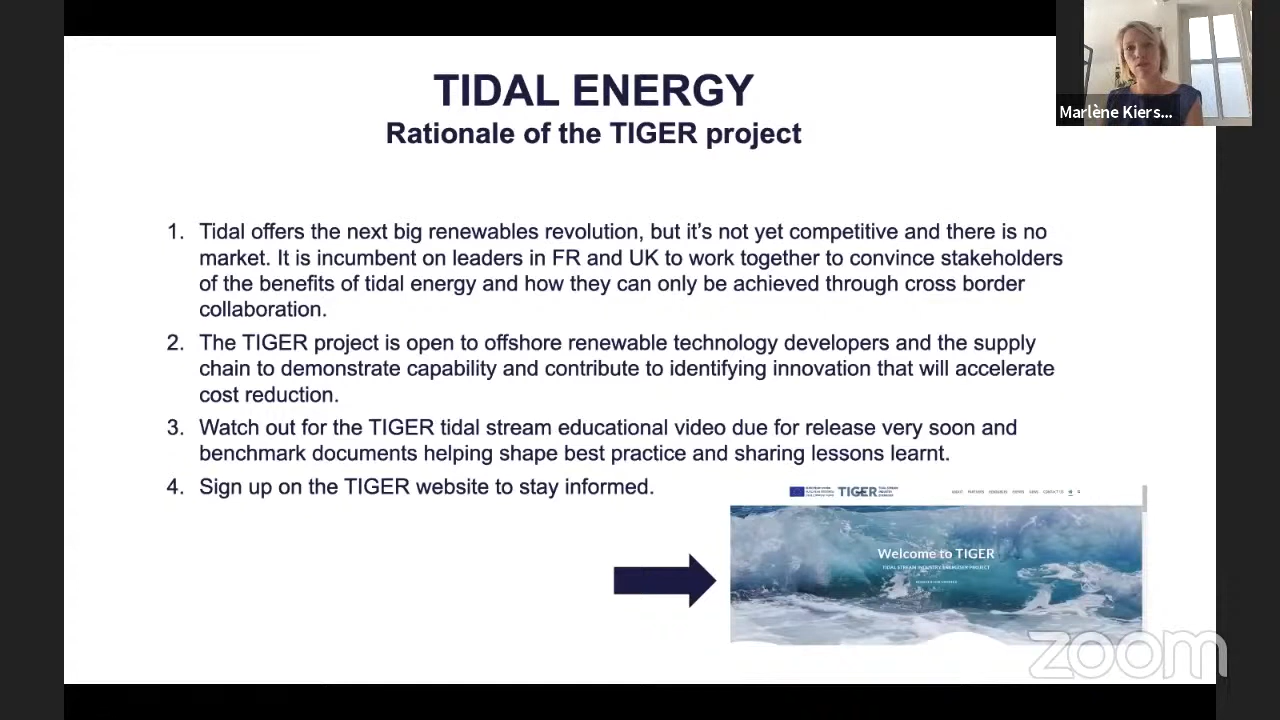 TIDAL ENERGY
Rationale of the TIGER project
Marlène Kiers...
1. Tidal offers the next big renewables revolution, but it's not yet competitive and there is no
market. It is incumbent on leaders in FR and UK to work together to convince stakeholders
of the benefits of tidal energy and how they can only be achieved through cross border
collaboration.
2. The TIGER project is open to offshore renewable technology developers and the supply
chain to demonstrate capability and contribute to identifying innovation that will accelerate
cost reduction.
3. Watch out for the TIGER tidal stream educational video due for release very soon and
benchmark documents helping shape best practice and sharing lessons learnt.
4. Sign up on the TIGER website to stay informed.
TIGER
Welcome to TIGER
TIDAL STREAM INDUSTRY ENERGISER PROJECT
zoom